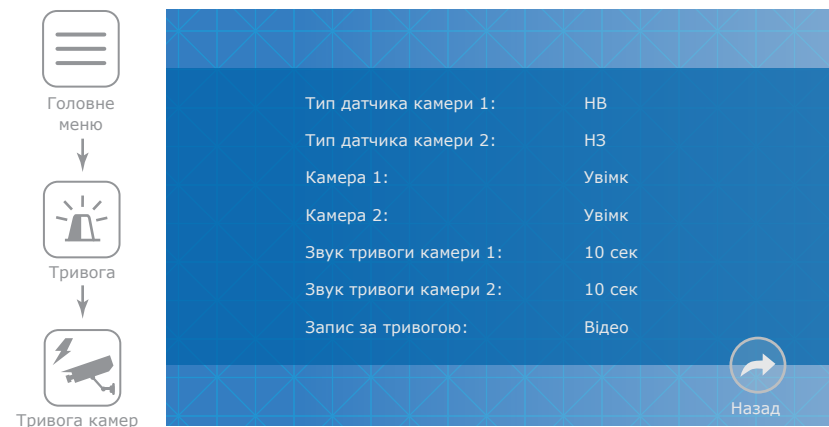 Головне
меню
Тривога
Тривога камер
Тип датчика камери 1: НВ
Тип датчика камери 2: НЗ
Камера 1: Увімк
Камера 2: Увімк
Звук тривоги камери 1: 10 сек
Звук тривоги камери 2: 10 сек
Запис за тривогою: Відео
Назад